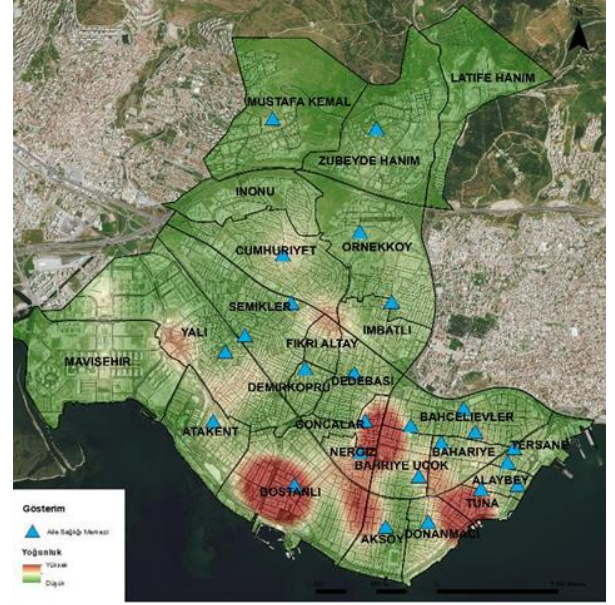 N
LATIFE HANIM
MUSTAFA KEMAL
ZUBEYDE HANIM
INONU
ORNEKKOY
CUMHURIYET
SEMIKLER
IMBATLI
YALI
FIKRI ALTAY
MAVISEHIR
DEMIRKOPRU
DEDEBASI
BAHCELIEVLER
ATAKENT
GONCALAR
TERSANE
BAHARIYE
NERGIZ
BAHRIYE UCOK
ALAYBEY
BOSTANLI
TUNA
AKSOY
DONANMACI
Gösterim
Aile Sağlığı Merkezi
Yoğunluk
Yüksek
Düşük